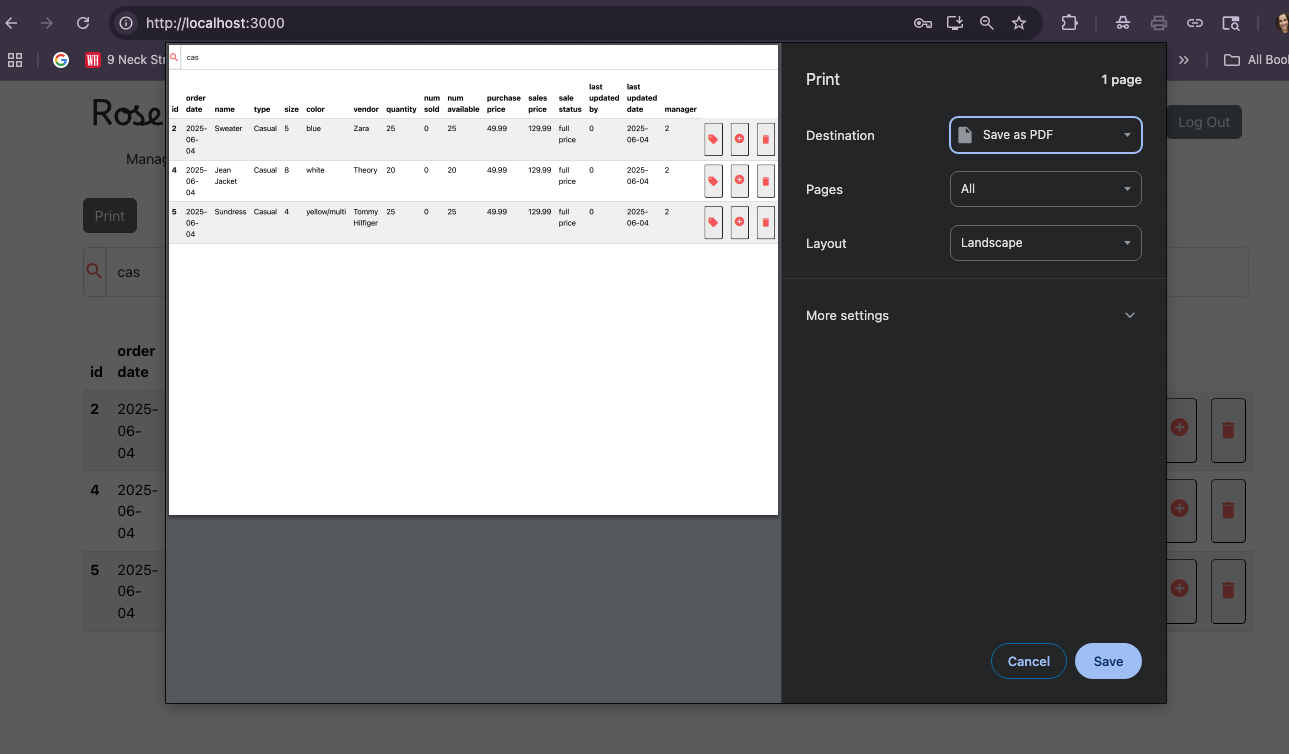 http://localhost:3000
9 Neck Str
All Boo
Rose
Log Out
Manag
Print
cas
id order date
2 2025-06-04
4 2025-06-04
5 2025-06-04
cas
id order date name type size color vendor quantity num sold num available purchase price sales price sale status last updated by last updated date manager
2 2025-06-04 Sweater Casual 5 blue Zara 25 0 25 49.99 129.99 full price 0 2025-06-04 2
4 2025-06-04 Jean Jacket Casual 8 white Theory 20 0 20 49.99 129.99 full price 0 2025-06-04 2
5 2025-06-04 Sundress Casual 4 yellow/multi Tommy Hilfiger 25 0 25 49.99 129.99 full price 0 2025-06-04 2
Print 1 page
Destination Save as PDF
Pages All
Layout Landscape
More settings
Cancel Save